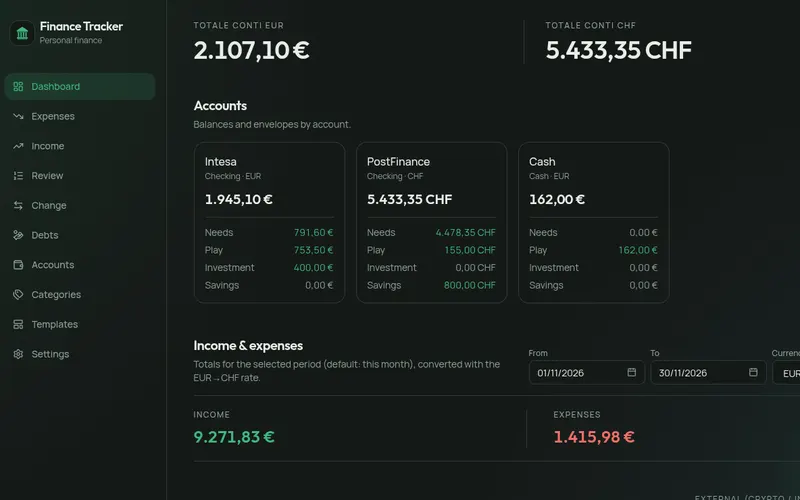 Finance Tracker
Personal finance
Dashboard
Expenses
Income
Review
Change
Debts
Accounts
Categories
Templates
Settings
TOTALE CONTI EUR
2.107,10 €
TOTALE CONTI CHF
5.433,35 CHF
Accounts
Balances and envelopes by account.
Intesa
Checking · EUR
1.945,10 €
Needs 791,60 €
Play 753,50 €
Investment 400,00 €
Savings 0,00 €
PostFinance
Checking · CHF
5.433,35 CHF
Needs 4.478,35 CHF
Play 155,00 CHF
Investment 0,00 CHF
Savings 800,00 CHF
Cash
Cash · EUR
162,00 €
Needs 0,00 €
Play 162,00 €
Investment 0,00 €
Savings 0,00 €
Income & expenses
Totals for the selected period (default: this month), converted with the
EUR→CHF rate.
From
01/11/2026
To
30/11/2026
Currenc
EUR
INCOME
9.271,83 €
EXPENSES
1.415,98 €
EXTERNAL (CRYPTO / IN